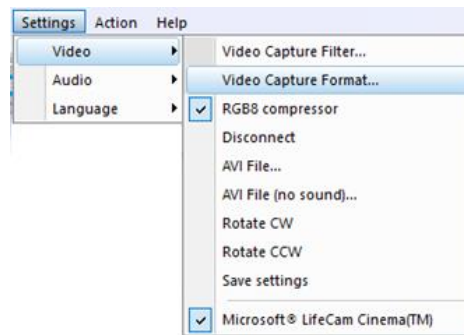 Settings Action Help
Video
Audio
Language
Video Capture Filter...
Video Capture Format...
RGB8 compressor
Disconnect
AVI File...
AVI File (no sound)...
Rotate CW
Rotate CCW
Save settings
Microsoft® LifeCam Cinema(TM)